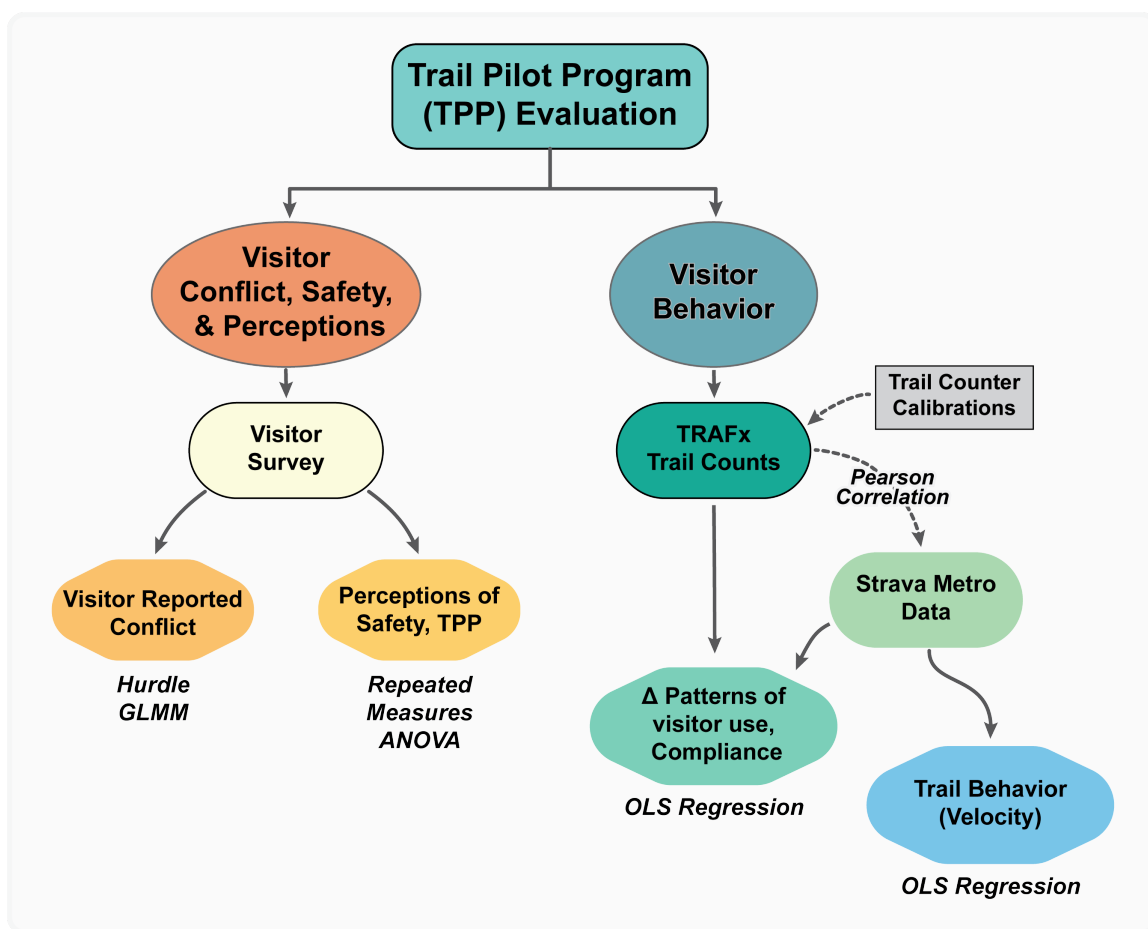 Trail Pilot Program
(TPP) Evaluation
Visitor
Conflict, Safety,
& Perceptions
Visitor
Behavior
Trail Counter
Calibrations
Visitor
Survey
TRAFx
Trail Counts
Pearson
Correlation
Visitor Reported
Conflict
Perceptions of
Safety, TPP
Strava Metro
Data
Hurdle
GLMM
Repeated
Measures
ANOVA
Δ Patterns of
visitor use,
Compliance
OLS Regression
Trail Behavior
(Velocity)
OLS Regression